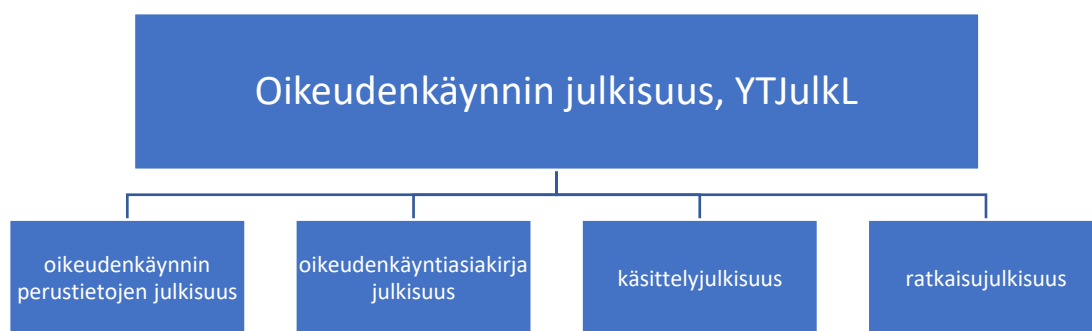 Oikeudenkäynnin julkisuus, YTJulkL
oikeudenkäynnin
perustietojen julkisuus
oikeudenkäyntiasiakirja
julkisuus
käsittelyjulkisuus
ratkaisujulkisuus